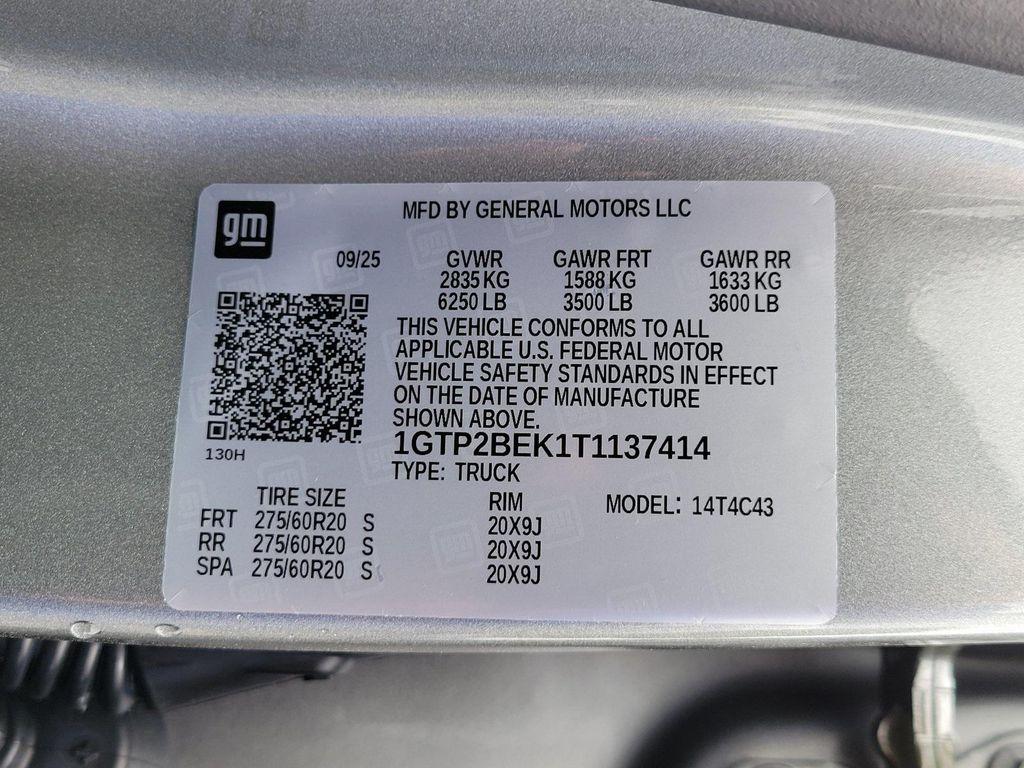 gm
MFD BY GENERAL MOTORS LLC
09/25 GVWR GAWR FRT GAWR RR
2835 KG 1588 KG 1633 KG
6250 LB 3500 LB 3600 LB
THIS VEHICLE CONFORMS TO ALL
APPLICABLE U.S. FEDERAL MOTOR
VEHICLE SAFETY STANDARDS IN EFFECT
ON THE DATE OF MANUFACTURE
SHOWN ABOVE.
130H
1GTP2BEK1T1137414
TYPE: TRUCK
TIRE SIZE RIM MODEL: 14T4C43
FRT 275/60R20 S 20X9J
RR 275/60R20 S 20X9J
SPA 275/60R20 S 20X9J